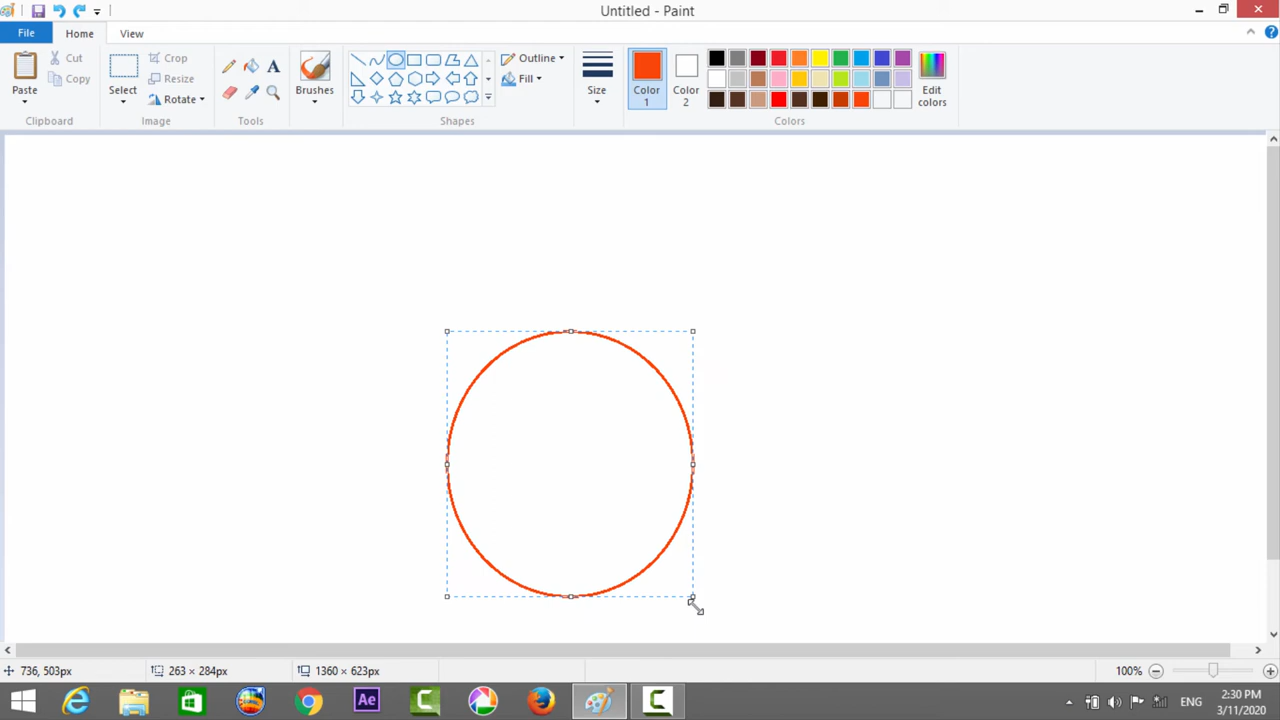 Untitled - Paint
File
Home
View
Paste
Cut
Copy
Clipboard
Select
Crop
Resize
Rotate
Image
A
Tools
Brushes
Outline
Fill
Shapes
Size
Color
1
Color
2
Edit
colors
Colors
736, 503px
263 × 284px
1360 × 623px
100%
Ae
C
C
ENG
2:30 PM
3/11/2020